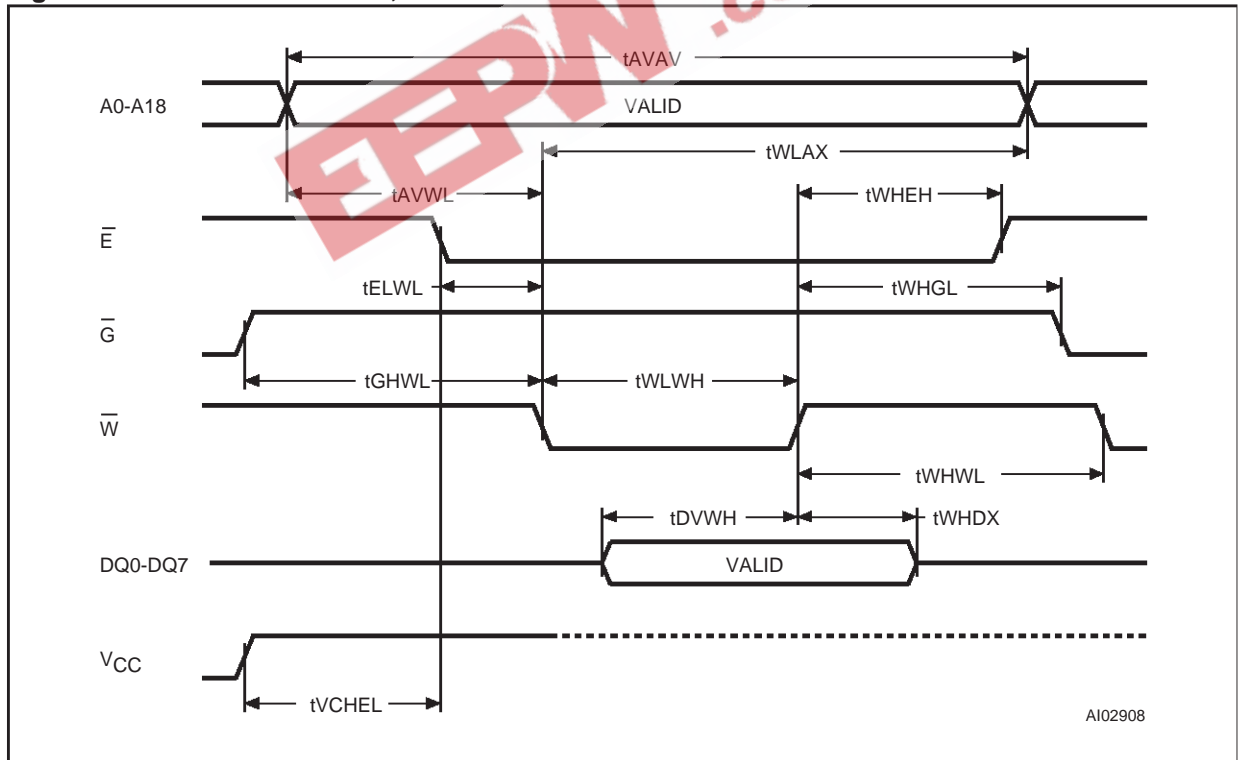 tAVAV
A0-A18
VALID
tWLAX
tAVWL
tWHEH
E̅
tELWL
tWHGL
G̅
tGHWL
tWLWH
W̅
tWHWL
tDVWH
tWHDX
DQ0-DQ7
VALID
VCC
tVCHEL
AI02908
EEPW